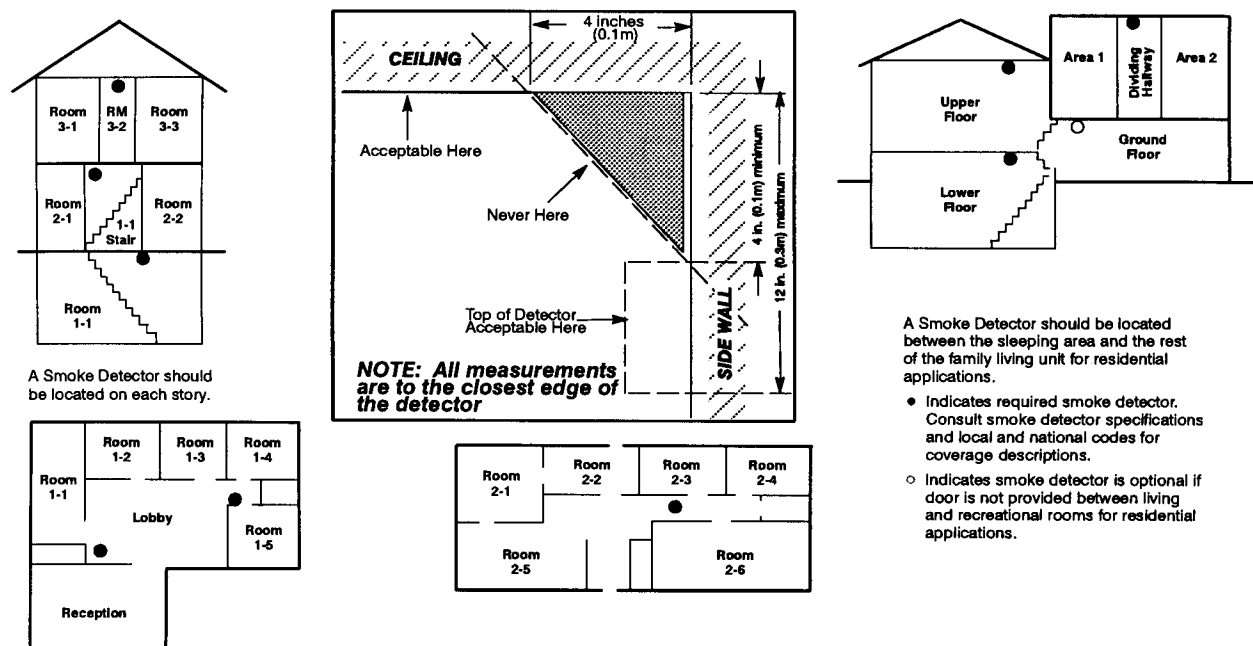 Room
3-1
RM
3-2
Room
3-3
Room
2-1
1-1
Stair
Room
2-2
Room
1-1
A Smoke Detector should
be located on each story.
4 inches
(0.1m)
CEILING
Acceptable Here
Never Here
4 in. (0.1m) minimum
12 in. (0.3m) maximum
Top of Detector
Acceptable Here
SIDE WALL
NOTE: All measurements
are to the closest edge of
the detector
Upper
Floor
Lower
Floor
Area 1
Dividing
Hallway
Area 2
Ground
Floor
A Smoke Detector should be located
between the sleeping area and the rest
of the family living unit for residential
applications.
Indicates required smoke detector.
Consult smoke detector specifications
and local and national codes for
coverage descriptions.
Indicates smoke detector is optional if
door is not provided between living
and recreational rooms for residential
applications.
Room
1-1
Room
1-2
Room
1-3
Room
1-4
Lobby
Room
1-5
Reception
Room
2-1
Room
2-2
Room
2-3
Room
2-4
Room
2-5
Room
2-6